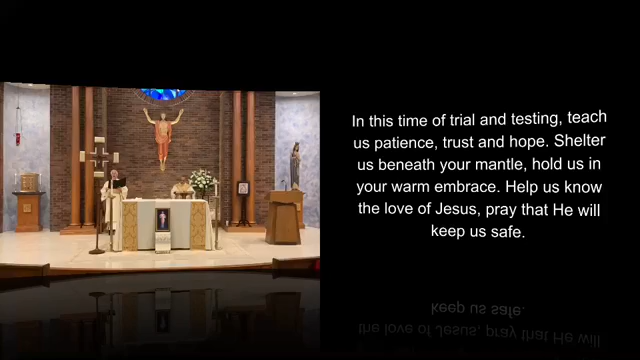 In this time of trial and testing, teach
us patience, trust and hope. Shelter
us beneath your mantle, hold us in
your warm embrace. Help us know
the love of Jesus, pray that He will
keep us safe.